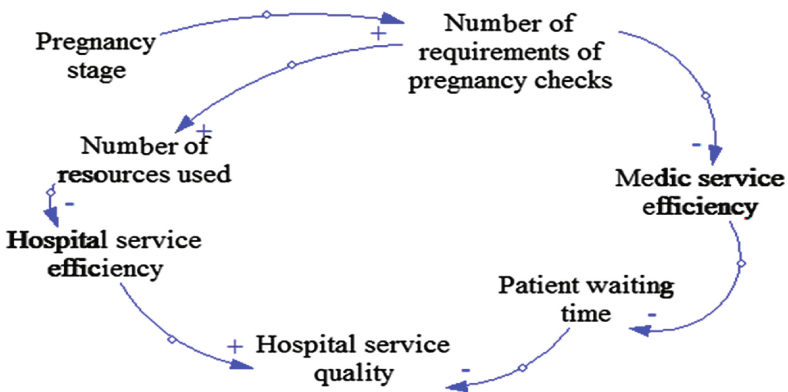 Pregnancy
stage
+
Number of
requirements of
pregnancy checks
+
Number of
resources used
-
Hospital service
efficiency
-
Medic service
efficiency
-
Patient waiting
time
+
Hospital service
quality
-